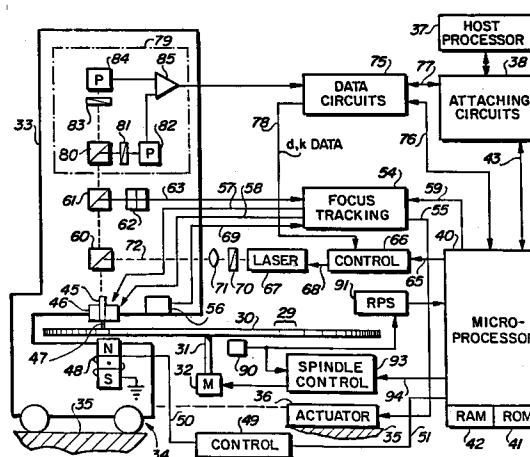 79
37
HOST
PROCESSOR
84
85
75
77
38
P
DATA
CIRCUITS
ATTACHING
CIRCUITS
83
81
82
78
76
33
P
80
d,k DATA
54
43
61
63
57
58
FOCUS
TRACKING
59
55
62
69
40
60
72
66
LASER
CONTROL
65
45
46
71
70
67
68
91
56
30
29
RPS
MICRO-
PROCESSOR
47
31
93
N
48
S
32
M
90
SPINDLE
CONTROL
94
36
ACTUATOR
35
50
49
35
51
RAM
ROM
34
CONTROL
42
41